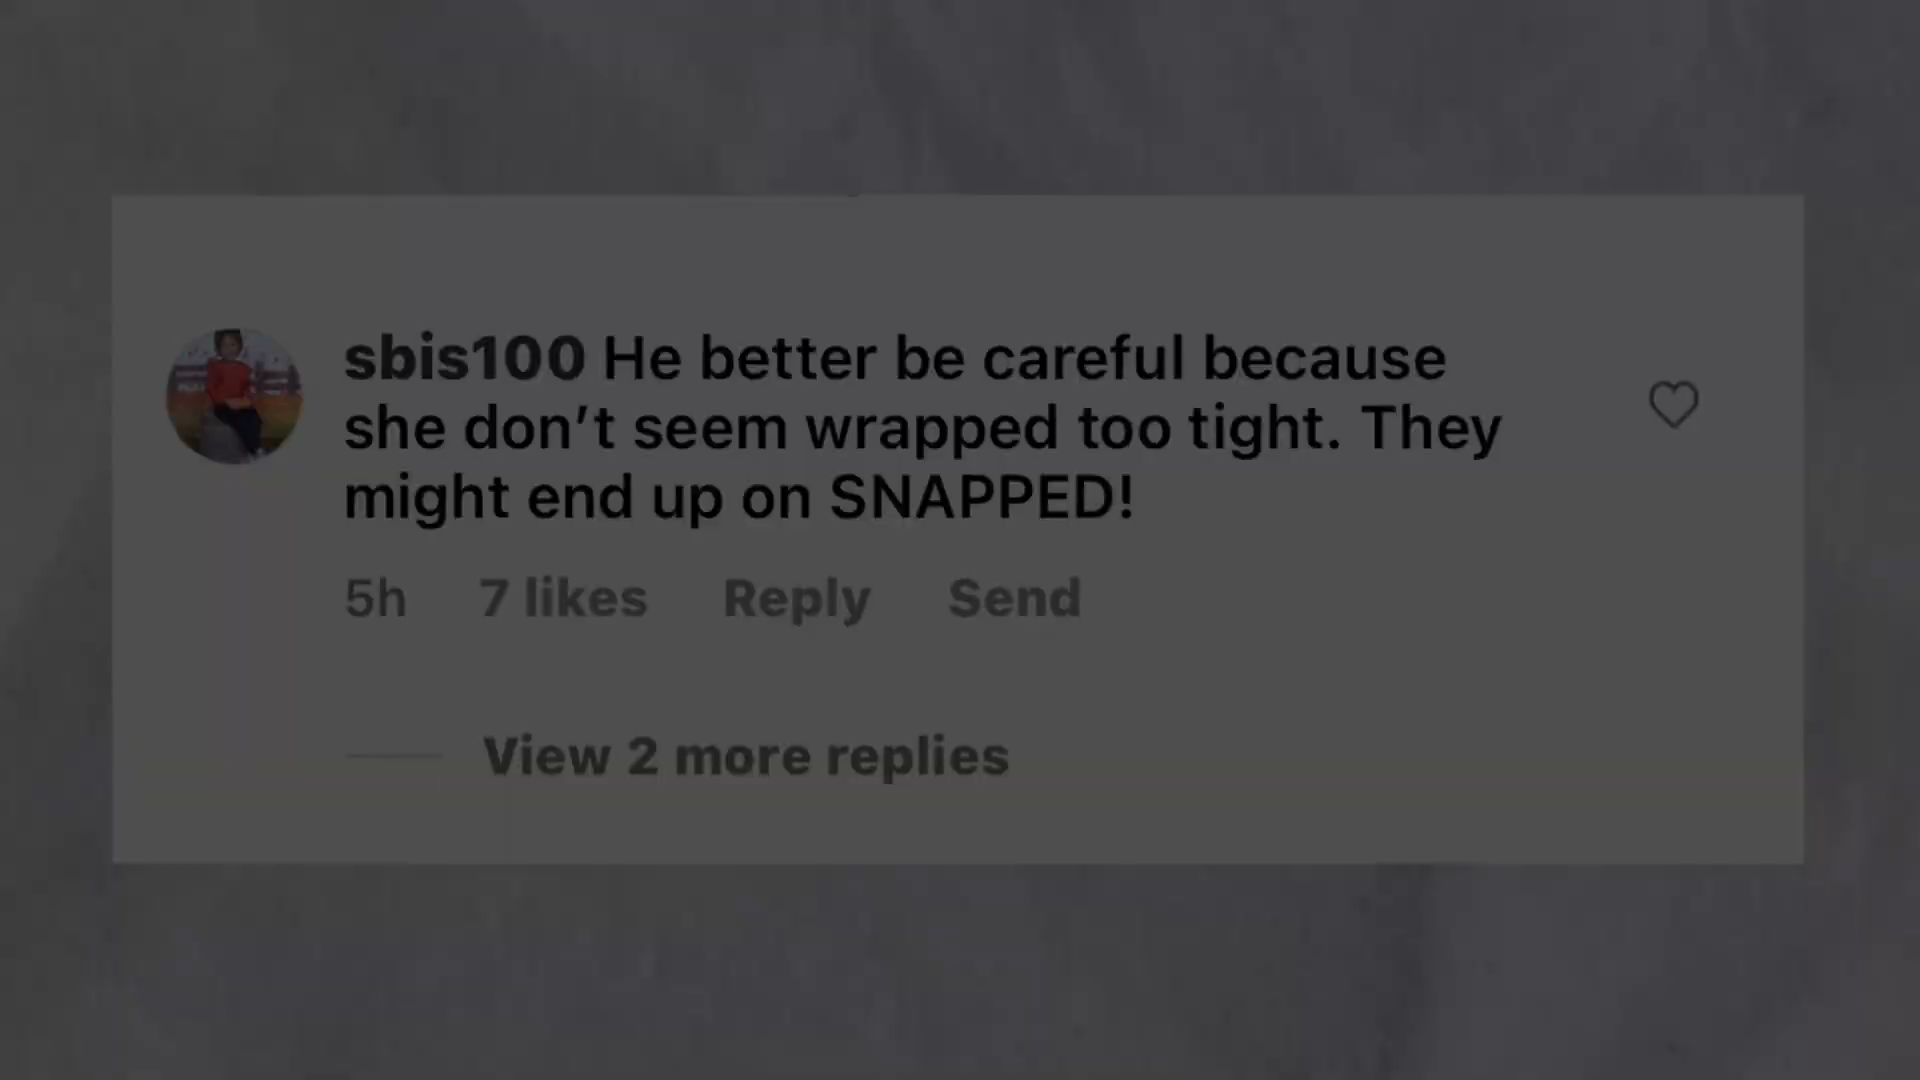 sbis100 He better be careful because
she don’t seem wrapped too tight. They
might end up on SNAPPED!
5h 7 likes Reply Send
View 2 more replies